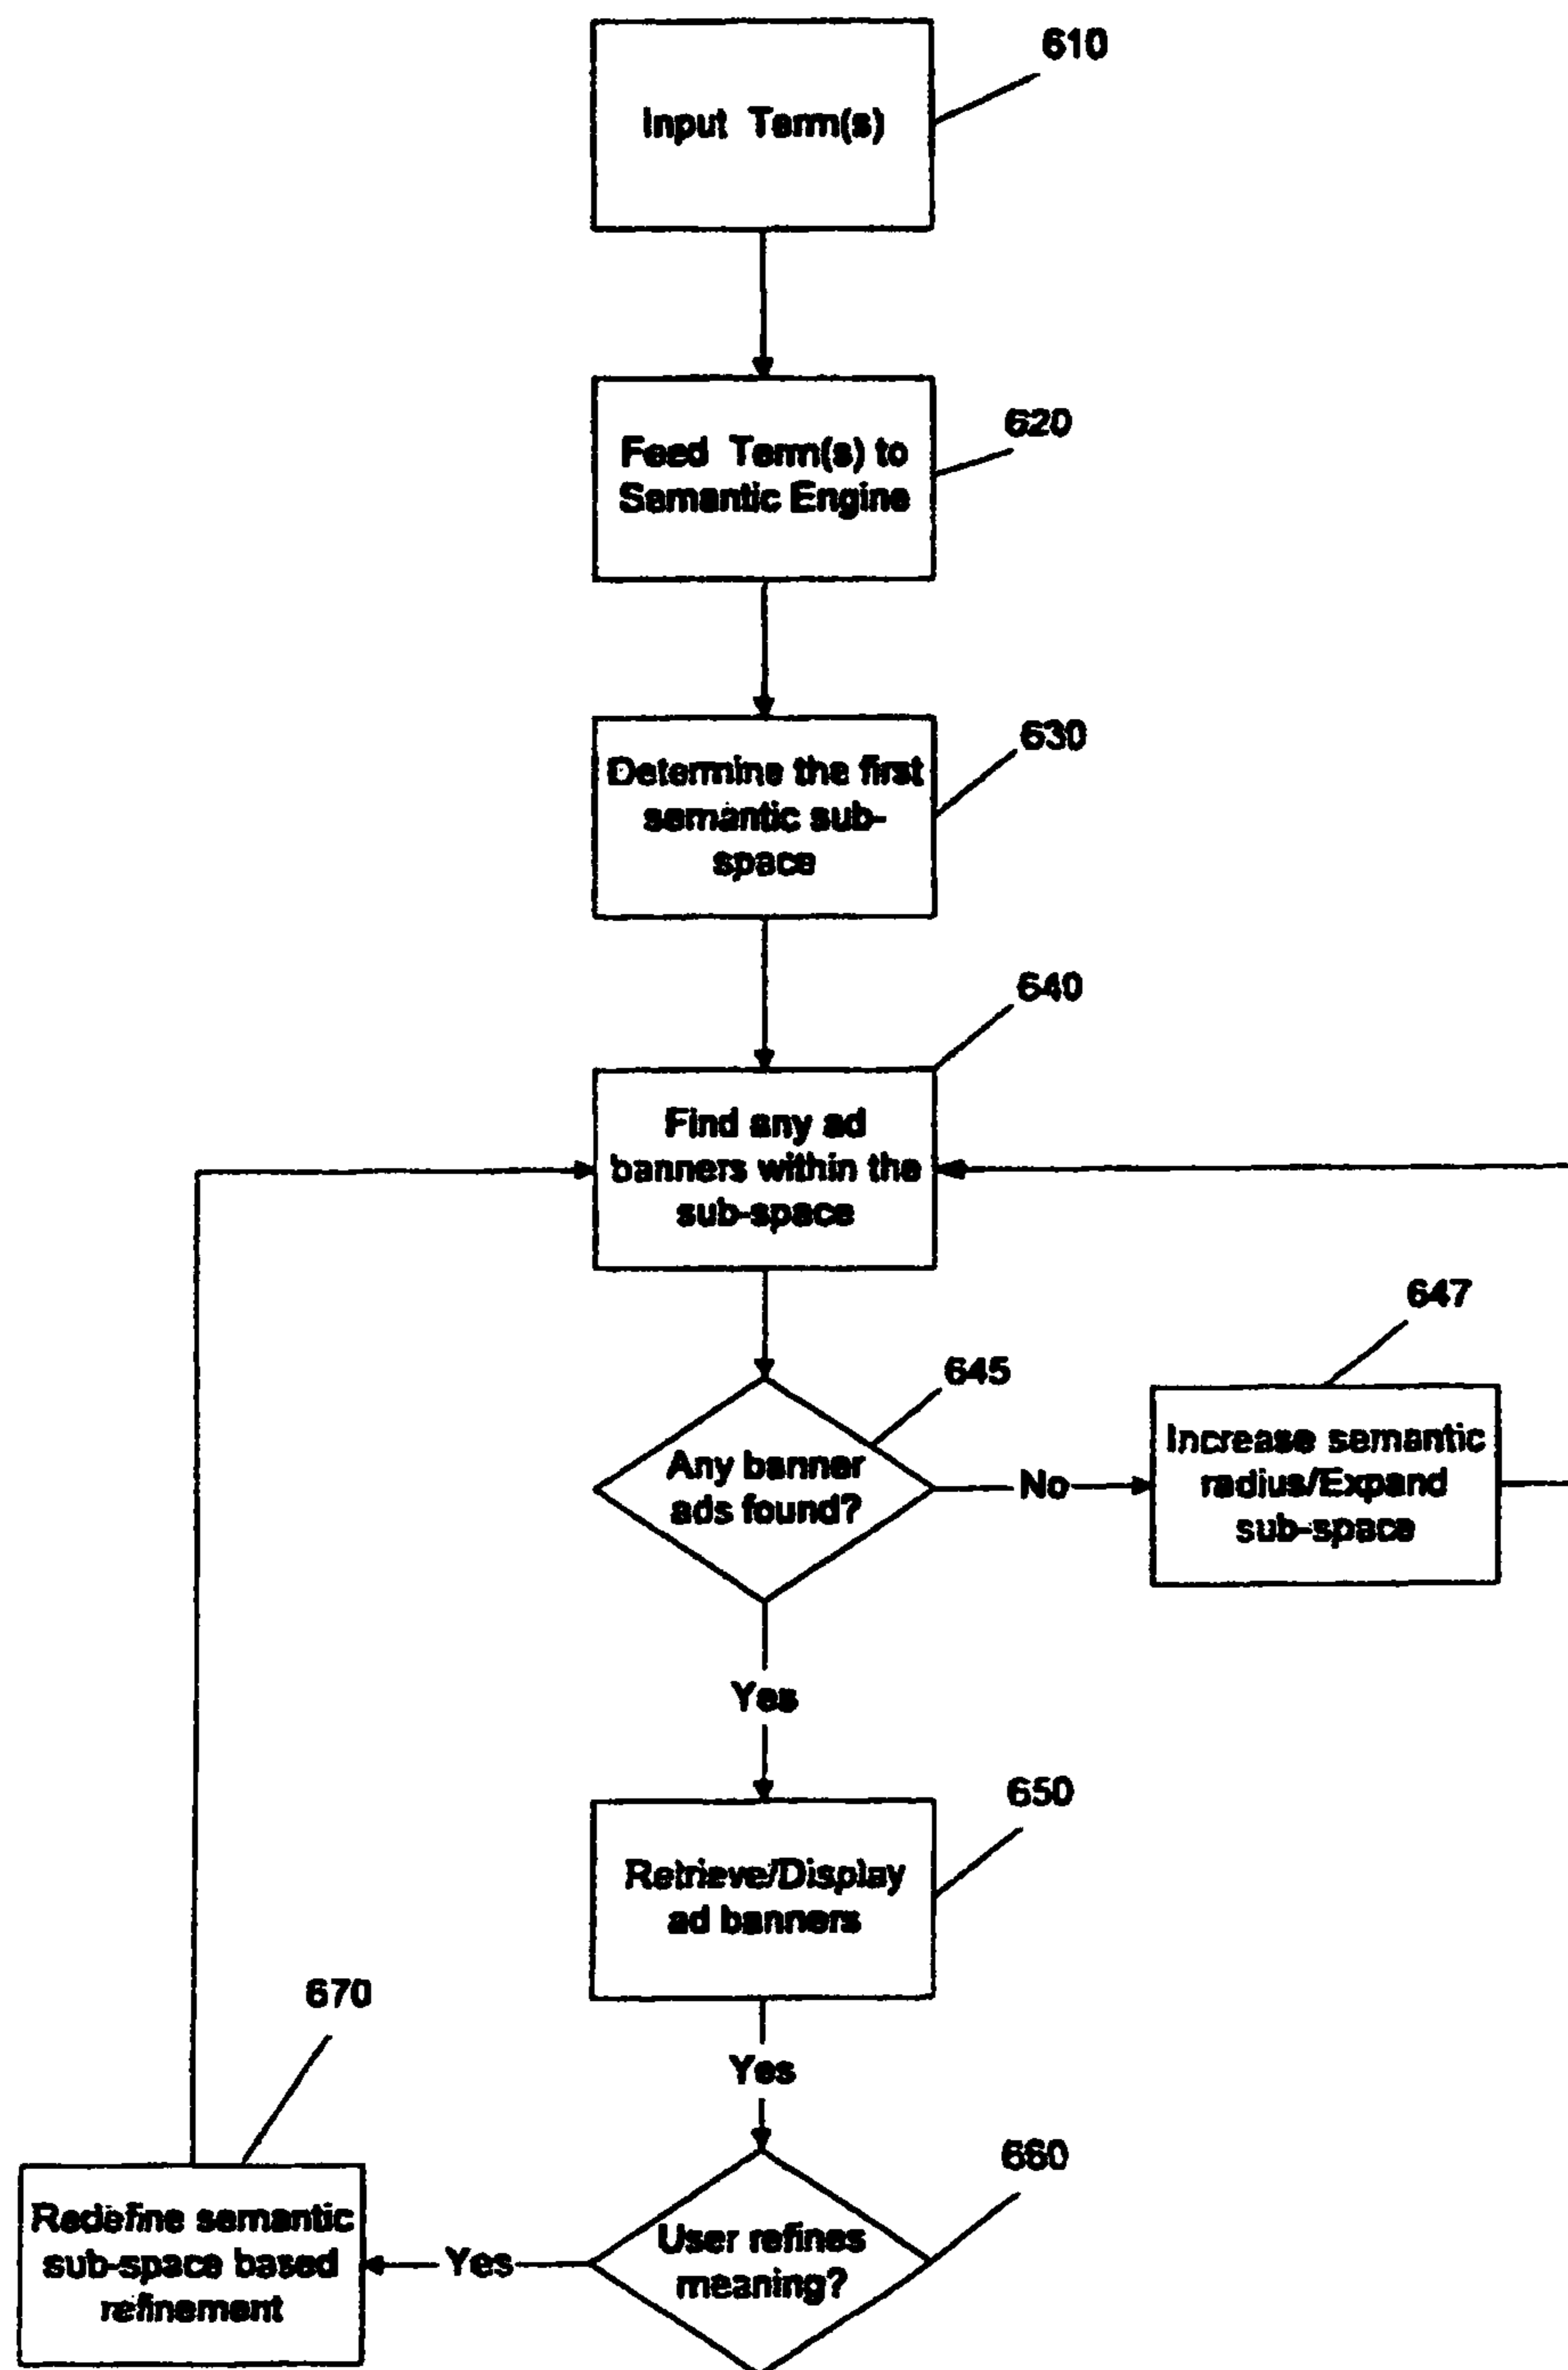 610
Input Term(s)
620
Feed Term(s) to
Semantic Engine
630
Determine the first
semantic sub-
space
640
Find any ad
banners within the
sub-space
645
Any banner
ads found?
No
647
Increase semantic
radius/Expand
sub-space
Yes
650
Retrieve/Display
ad banners
Yes
660
User refines
meaning?
Yes
670
Redefine semantic
sub-space based
refinement